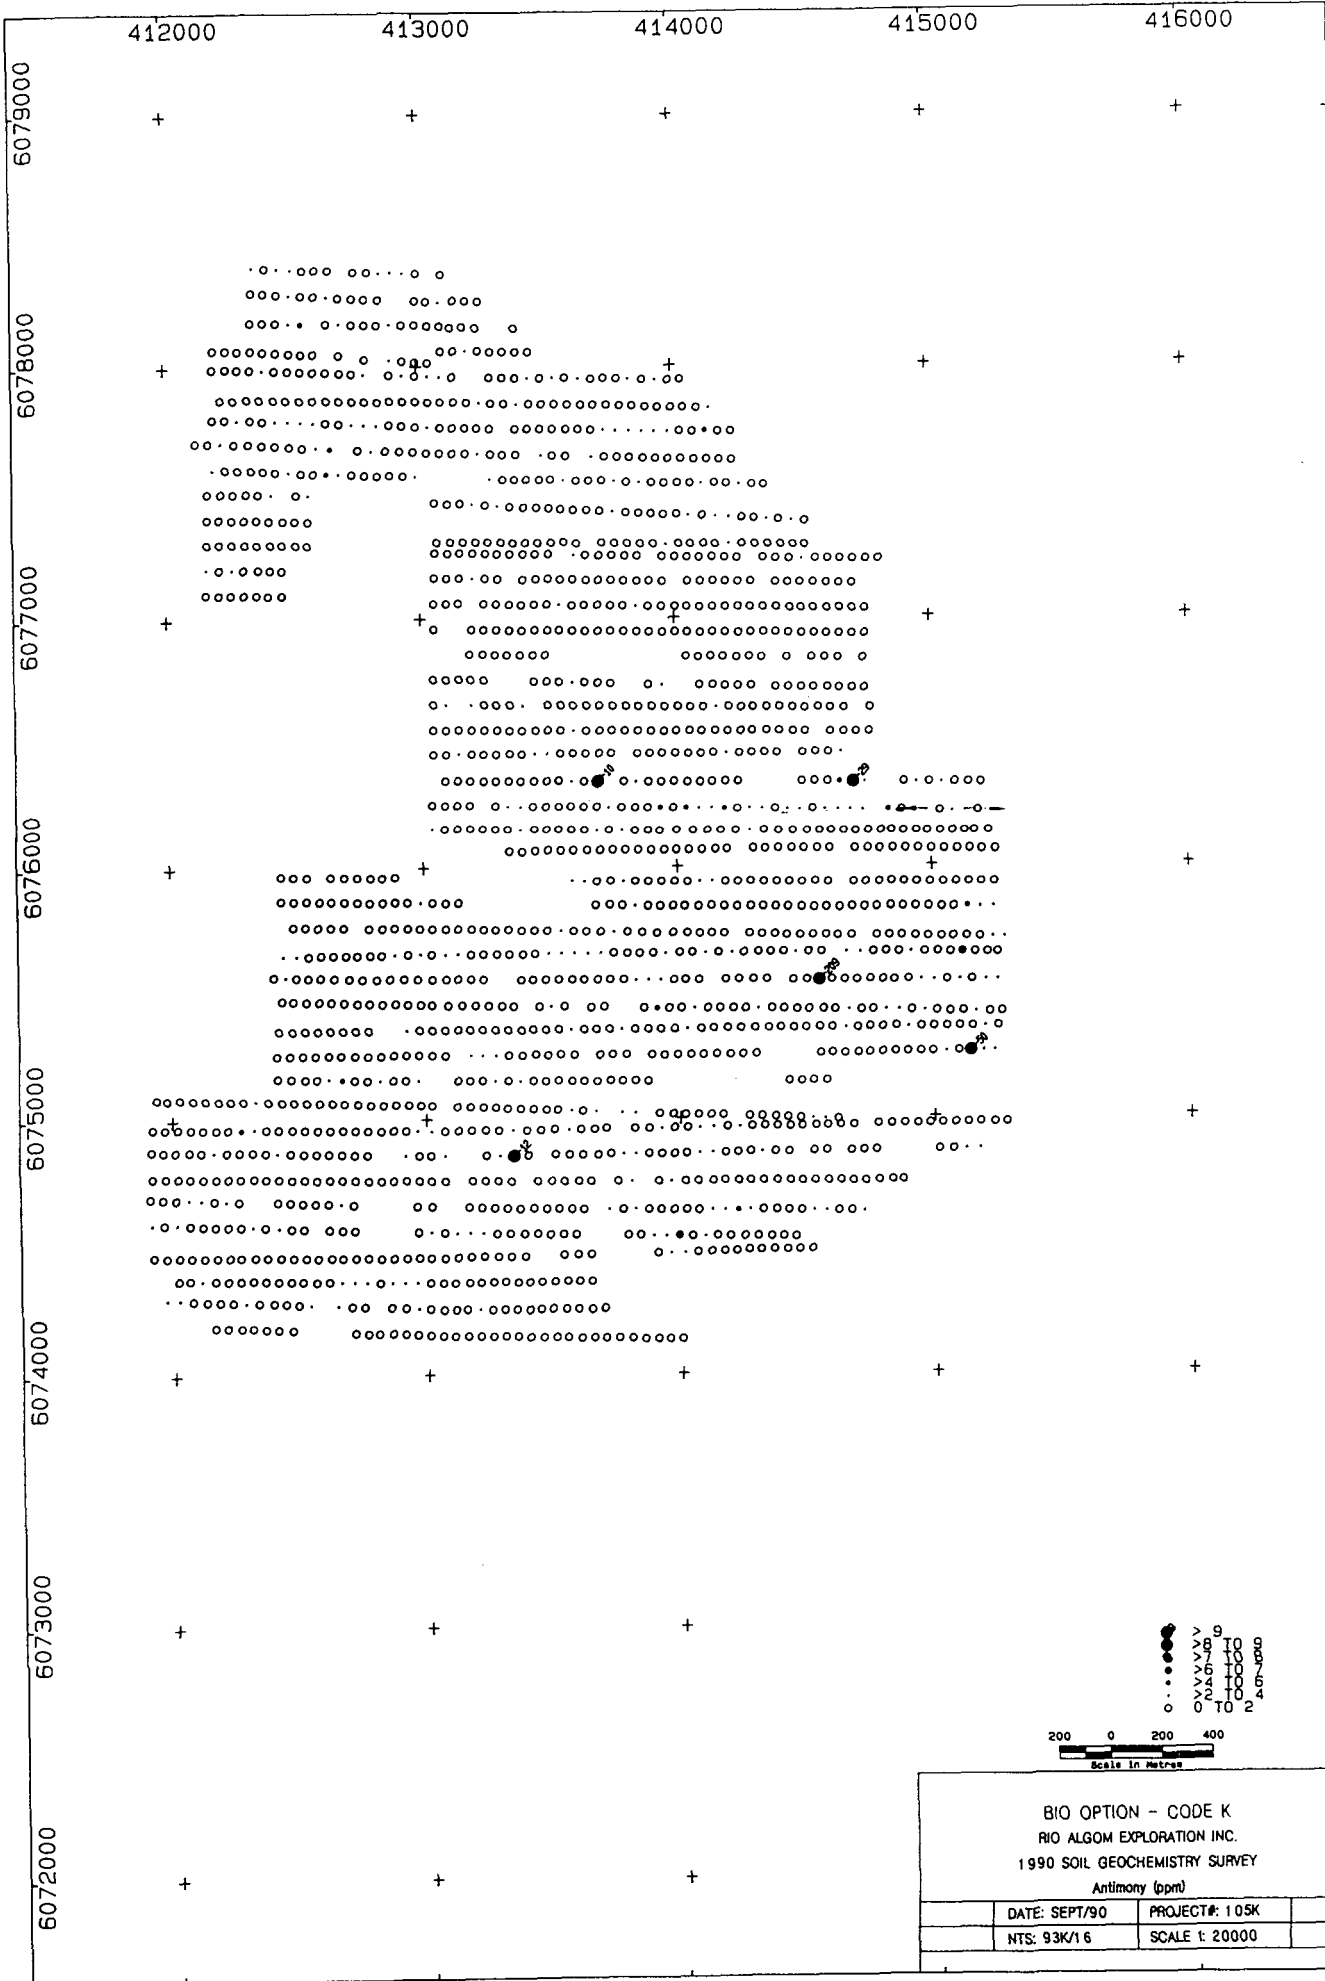 412000 413000 414000 415000 416000
6079000
6078000
6077000
6076000
6075000
6074000
6073000
6072000
10
29
12
> 9
>8 TO 9
>7 TO 8
>6 TO 7
>4 TO 6
>2 TO 4
0 TO 2
200 0 200 400
Scale in Metres
BIO OPTION - CODE K
RIO ALGOM EXPLORATION INC.
1990 SOIL GEOCHEMISTRY SURVEY
Antimony (ppm)
DATE: SEPT/90 PROJECT#: 105K
NTS: 93K/16 SCALE 1: 20000